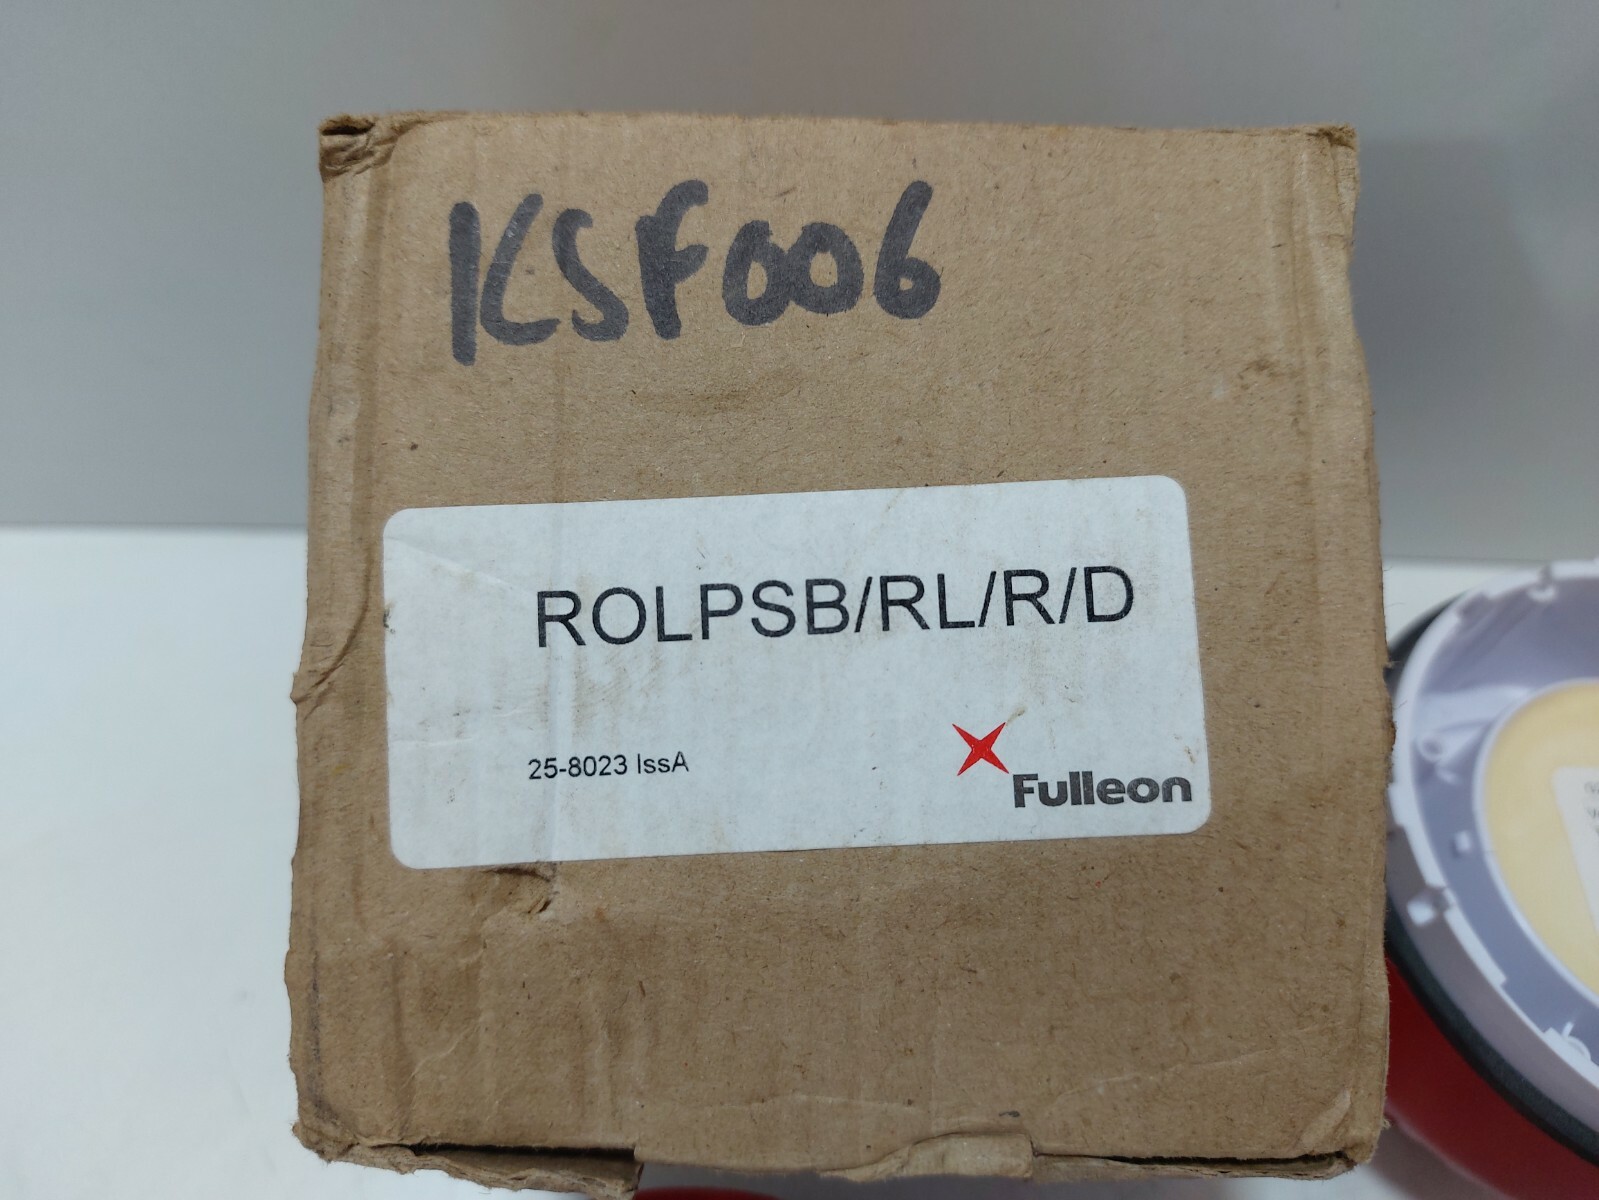 KSF006
ROLPSB/RL/R/D
25-8023 IssA
Fulleon